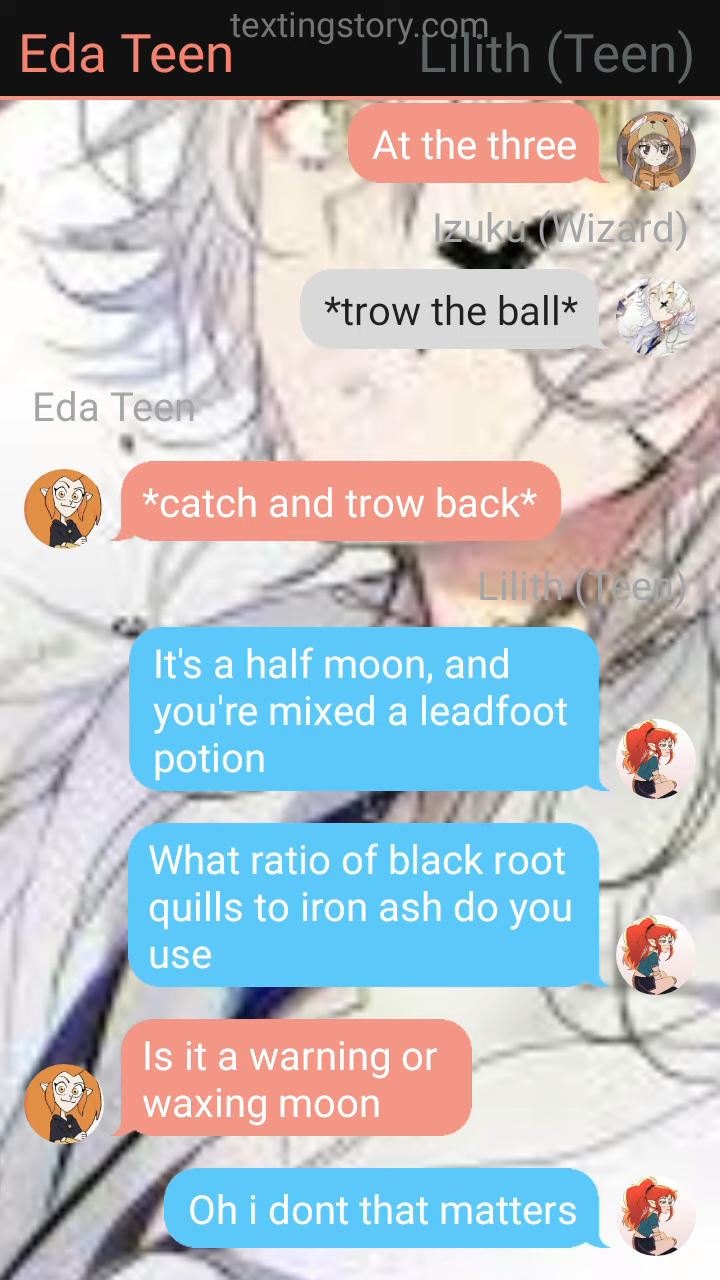 textingstory.com
Eda Teen
Lilith (Teen)
At the three
Izuku (Wizard)
*trow the ball*
Eda Teen
*catch and trow back*
Lilith (Teen)
It's a half moon, and
you're mixed a leadfoot
potion
What ratio of black root
quills to iron ash do you
use
Is it a warning or
waxing moon
Oh i dont that matters